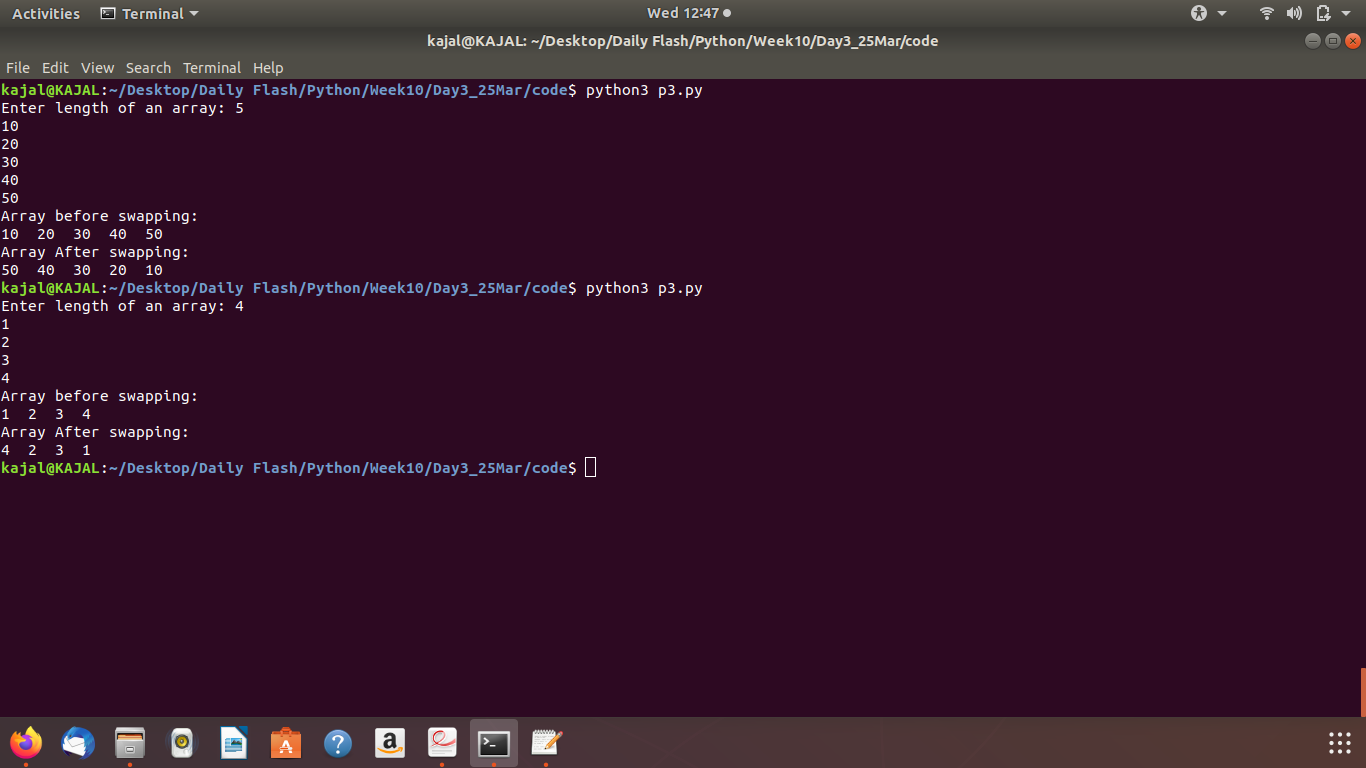 Activities Terminal Wed 12:47
kajal@KAJAL: ~/Desktop/Daily Flash/Python/Week10/Day3_25Mar/code
File Edit View Search Terminal Help
kajal@KAJAL:~/Desktop/Daily Flash/Python/Week10/Day3_25Mar/code$ python3 p3.py
Enter length of an array: 5
10
20
30
40
50
Array before swapping:
10  20  30  40  50
Array After swapping:
50  40  30  20  10
kajal@KAJAL:~/Desktop/Daily Flash/Python/Week10/Day3_25Mar/code$ python3 p3.py
Enter length of an array: 4
1
2
3
4
Array before swapping:
1  2  3  4
Array After swapping:
4  2  3  1
kajal@KAJAL:~/Desktop/Daily Flash/Python/Week10/Day3_25Mar/code$